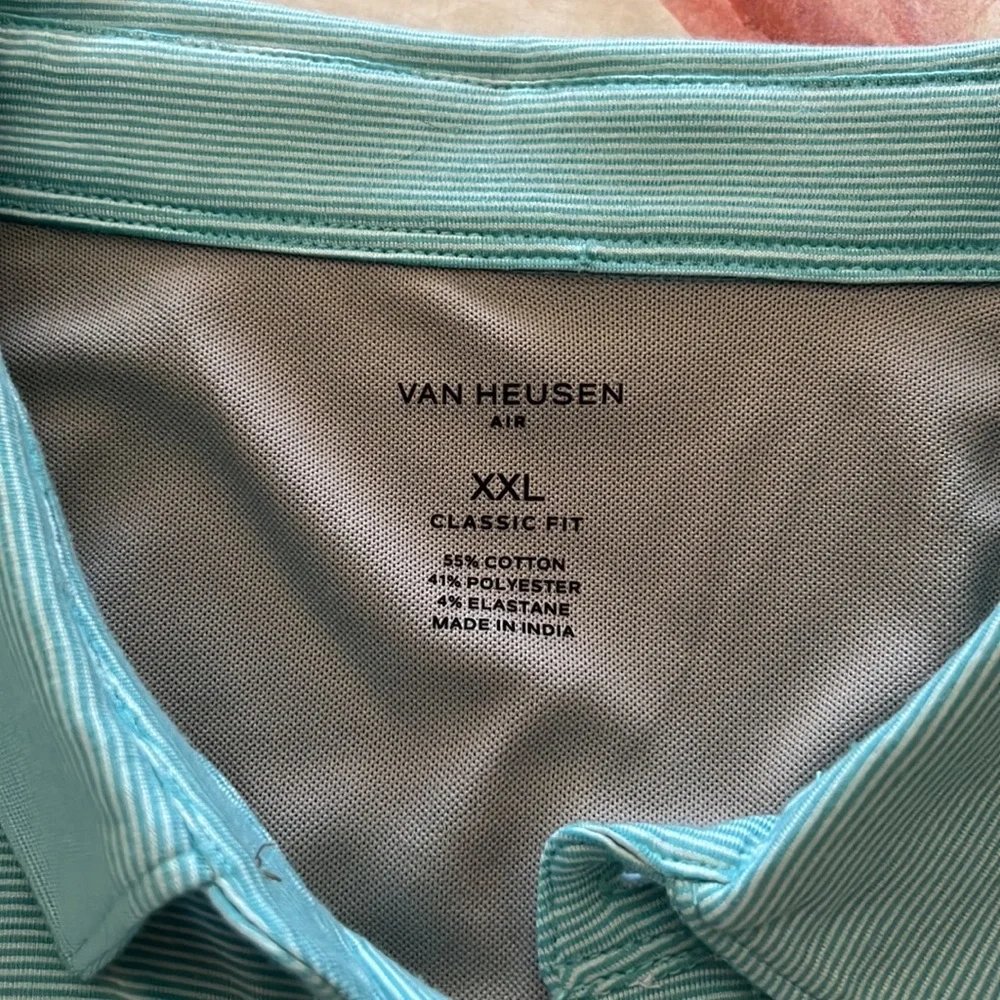 VAN HEUSEN
AIR
XXL
CLASSIC FIT
55% COTTON
41% POLYESTER
4% ELASTANE
MADE IN INDIA